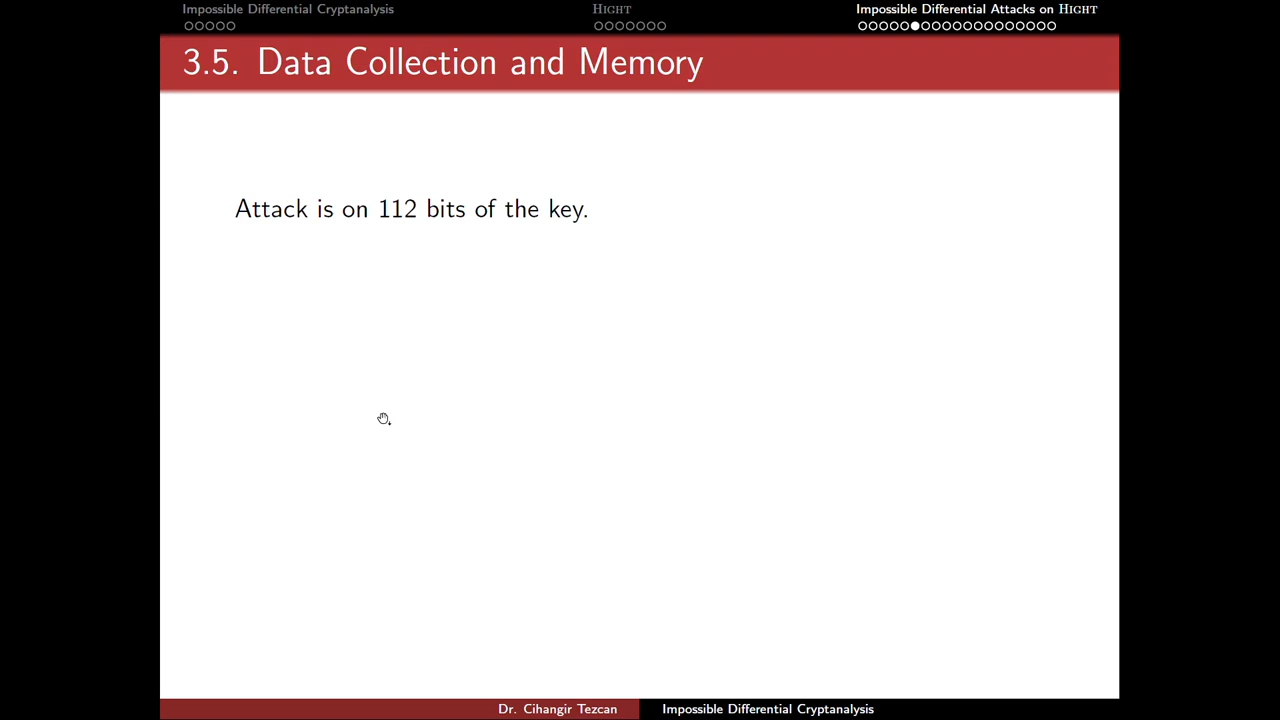 Impossible Differential Cryptanalysis
HIGHT
Impossible Differential Attacks on HIGHT
3.5. Data Collection and Memory
Attack is on 112 bits of the key.
Dr. Cihangir Tezcan
Impossible Differential Cryptanalysis